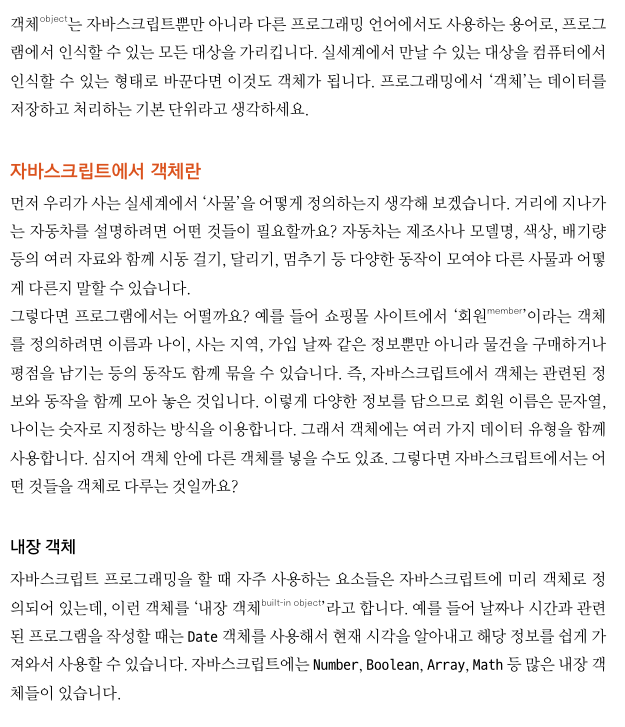 객체object는 자바스크립트뿐만 아니라 다른 프로그래밍 언어에서도 사용하는 용어로, 프로그
램에서 인식할 수 있는 모든 대상을 가리킵니다. 실세계에서 만날 수 있는 대상을 컴퓨터에서
인식할 수 있는 형태로 바꾼다면 이것도 객체가 됩니다. 프로그래밍에서 ‘객체’는 데이터를
저장하고 처리하는 기본 단위라고 생각하세요.
자바스크립트에서 객체란
먼저 우리가 사는 실세계에서 ‘사물’을 어떻게 정의하는지 생각해 보겠습니다. 거리에 지나가
는 자동차를 설명하려면 어떤 것들이 필요할까요? 자동차는 제조사나 모델명, 색상, 배기량
등의 여러 자료와 함께 시동 걸기, 달리기, 멈추기 등 다양한 동작이 모여야 다른 사물과 어떻
게 다른지 말할 수 있습니다.
그렇다면 프로그램에서는 어떨까요? 예를 들어 쇼핑몰 사이트에서 ‘회원member’이라는 객체
를 정의하려면 이름과 나이, 사는 지역, 가입 날짜 같은 정보뿐만 아니라 물건을 구매하거나
평점을 남기는 등의 동작도 함께 묶을 수 있습니다. 즉, 자바스크립트에서 객체는 관련된 정
보와 동작을 함께 모아 놓은 것입니다. 이렇게 다양한 정보를 담으므로 회원 이름은 문자열,
나이는 숫자로 지정하는 방식을 이용합니다. 그래서 객체에는 여러 가지 데이터 유형을 함께
사용합니다. 심지어 객체 안에 다른 객체를 넣을 수도 있죠. 그렇다면 자바스크립트에서는 어
떤 것들을 객체로 다루는 것일까요?
내장 객체
자바스크립트 프로그래밍을 할 때 자주 사용하는 요소들은 자바스크립트에 미리 객체로 정
의되어 있는데, 이런 객체를 ‘내장 객체built-in object’라고 합니다. 예를 들어 날짜나 시간과 관련
된 프로그램을 작성할 때는 Date 객체를 사용해서 현재 시각을 알아내고 해당 정보를 쉽게 가
져와서 사용할 수 있습니다. 자바스크립트에는 Number, Boolean, Array, Math 등 많은 내장 객
체들이 있습니다.